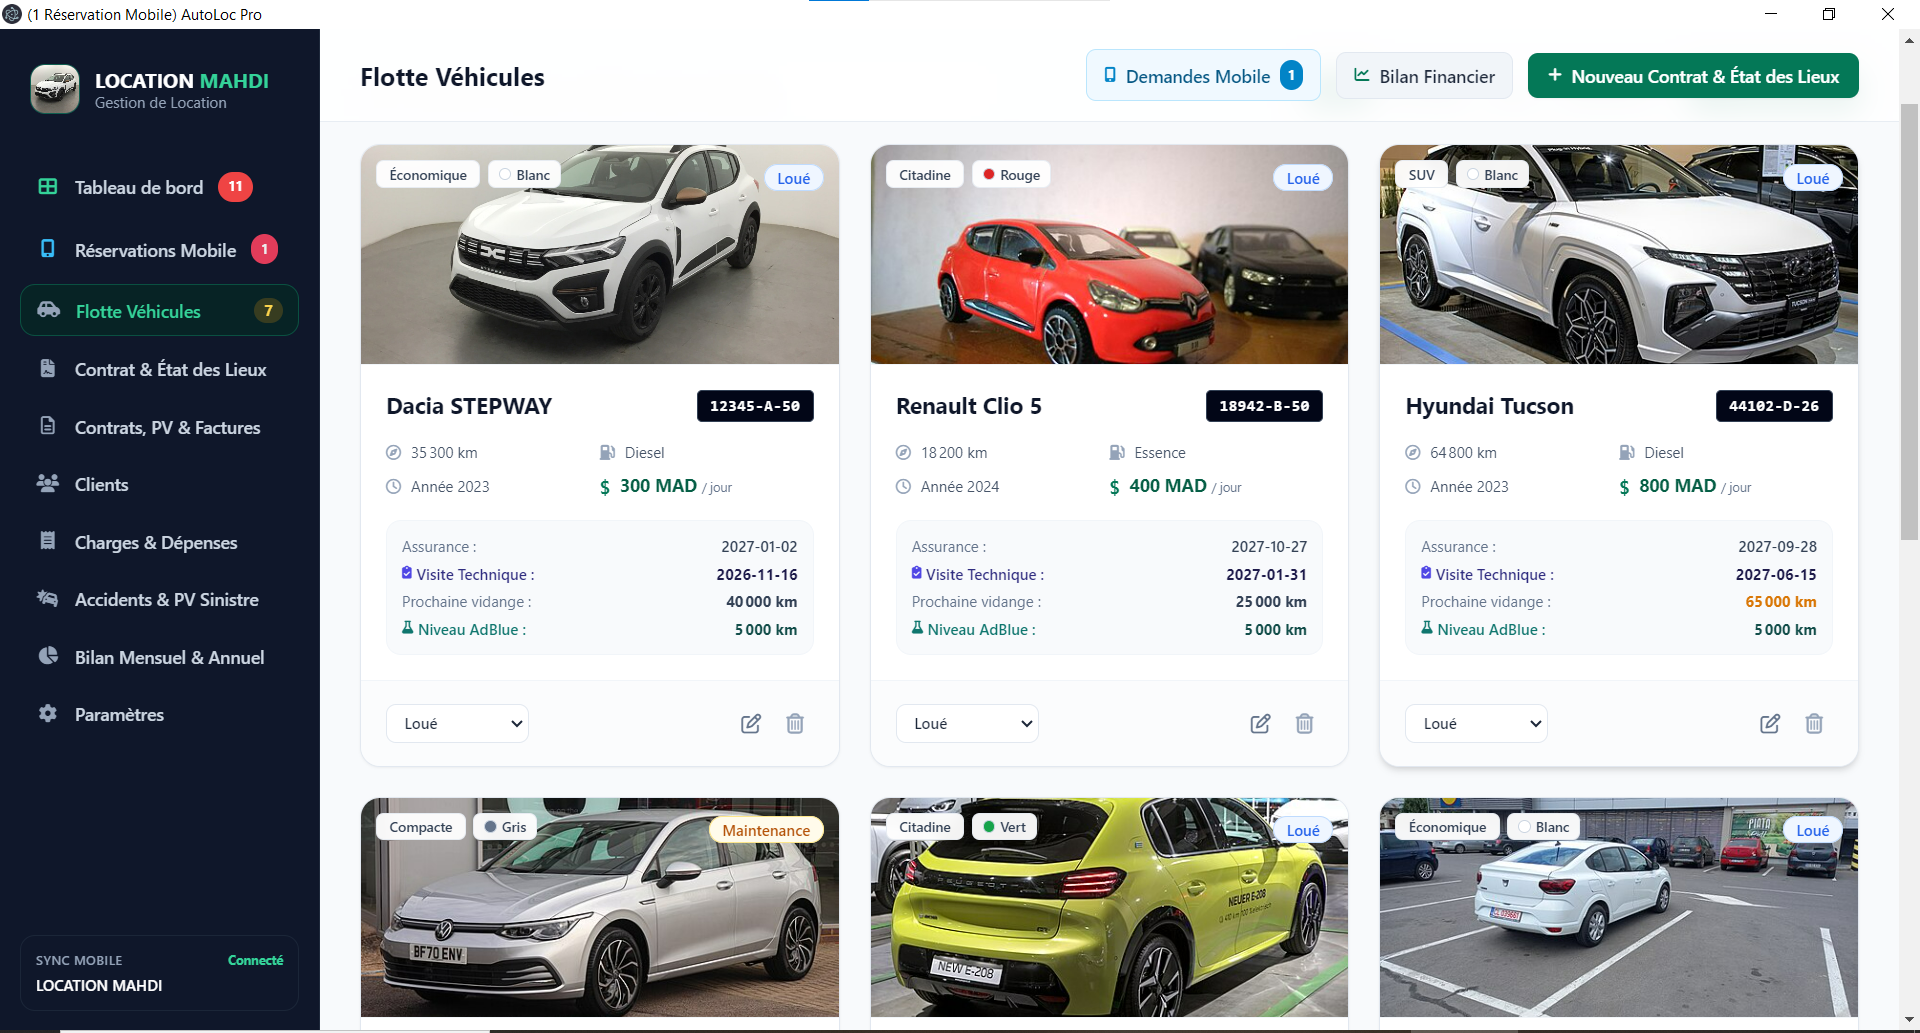 (1 Réservation Mobile) AutoLoc Pro
LOCATION MAHDI
Gestion de Location
Tableau de bord 11
Réservations Mobile 1
Flotte Véhicules 7
Contrat & État des Lieux
Contrats, PV & Factures
Clients
Charges & Dépenses
Accidents & PV Sinistre
Bilan Mensuel & Annuel
Paramètres
SYNC MOBILE Connecté
LOCATION MAHDI
Flotte Véhicules
Demandes Mobile 1
Bilan Financier
+ Nouveau Contrat & État des Lieux
Économique Blanc Loué
Dacia STEPWAY 12345-A-50
35 300 km Diesel
Année 2023 $ 300 MAD / jour
Assurance : 2027-01-02
Visite Technique : 2026-11-16
Prochaine vidange : 40 000 km
Niveau AdBlue : 5 000 km
Loué
Citadine Rouge Loué
Renault Clio 5 18942-B-50
18 200 km Essence
Année 2024 $ 400 MAD / jour
Assurance : 2027-10-27
Visite Technique : 2027-01-31
Prochaine vidange : 25 000 km
Niveau AdBlue : 5 000 km
Loué
SUV Blanc Loué
TUCSON
Hyundai Tucson 44102-D-26
64 800 km Diesel
Année 2023 $ 800 MAD / jour
Assurance : 2027-09-28
Visite Technique : 2027-06-15
Prochaine vidange : 65 000 km
Niveau AdBlue : 5 000 km
Loué
Compacte Gris Maintenance
BF70 ENV
Citadine Vert Loué
PEUGEOT
NEUER E-208
NEW E-208
Économique Blanc Loué
PIATA